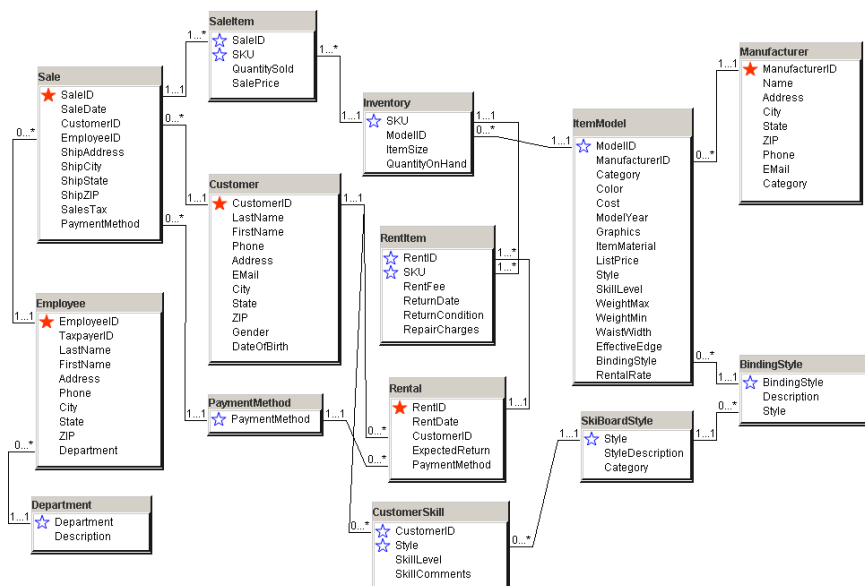 SaleItem
SaleID
SKU
QuantitySold
SalePrice
1...*
1...*
Sale
SaleID
SaleDate
CustomerID
EmployeeID
ShipAddress
ShipCity
ShipState
ShipZIP
SalesTax
PaymentMethod
1...1
0...*
0...*
0...*
Manufacturer
ManufacturerID
Name
Address
City
State
ZIP
Phone
EMail
Category
1...1
Inventory
SKU
ModelID
ItemSize
QuantityOnHand
1...1
1...1
0...*
ItemModel
ModelID
ManufacturerID
Category
Color
Cost
ModelYear
Graphics
ItemMaterial
ListPrice
Style
SkillLevel
WeightMax
WeightMin
WaistWidth
EffectiveEdge
BindingStyle
RentalRate
1...1
0...*
0...*
Customer
CustomerID
LastName
FirstName
Phone
Address
EMail
City
State
ZIP
Gender
DateOfBirth
1...1
1...1
RentItem
RentID
SKU
RentFee
ReturnDate
ReturnCondition
RepairCharges
1...*
1...*
Employee
EmployeeID
TaxpayerID
LastName
FirstName
Address
Phone
City
State
ZIP
Department
1...1
0...*
PaymentMethod
PaymentMethod
1...1
1...1
Rental
RentID
RentDate
CustomerID
ExpectedReturn
PaymentMethod
1...1
0...*
0...*
BindingStyle
BindingStyle
Description
Style
1...1
0...*
SkiBoardStyle
Style
StyleDescription
Category
1...1
1...1
Department
Department
Description
1...1
CustomerSkill
CustomerID
Style
SkillLevel
SkillComments
0...*
0...*